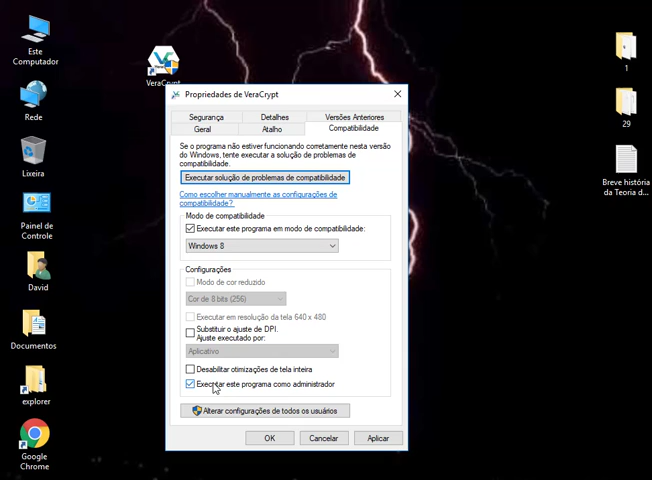 Este
Computador
Rede
Lixeira
Painel de
Controle
David
Documentos
explorer
Google
Chrome
VeraCrypt
1
29
Breve história
da Teoria d...
Propriedades de VeraCrypt
Segurança Detalhes Versões Anteriores
Geral Atalho Compatibilidade
Se o programa não estiver funcionando corretamente nesta versão
do Windows, tente executar a solução de problemas de
compatibilidade.
Executar solução de problemas de compatibilidade
Como escolher manualmente as configurações de
compatibilidade?
Modo de compatibilidade
Executar este programa em modo de compatibilidade:
Windows 8
Configurações
Modo de cor reduzido
Cor de 8 bits (256)
Executar em resolução da tela 640 x 480
Substituir o ajuste de DPI.
Ajuste executado por:
Aplicativo
Desabilitar otimizações de tela inteira
Executar este programa como administrador
Alterar configurações de todos os usuários
OK Cancelar Aplicar